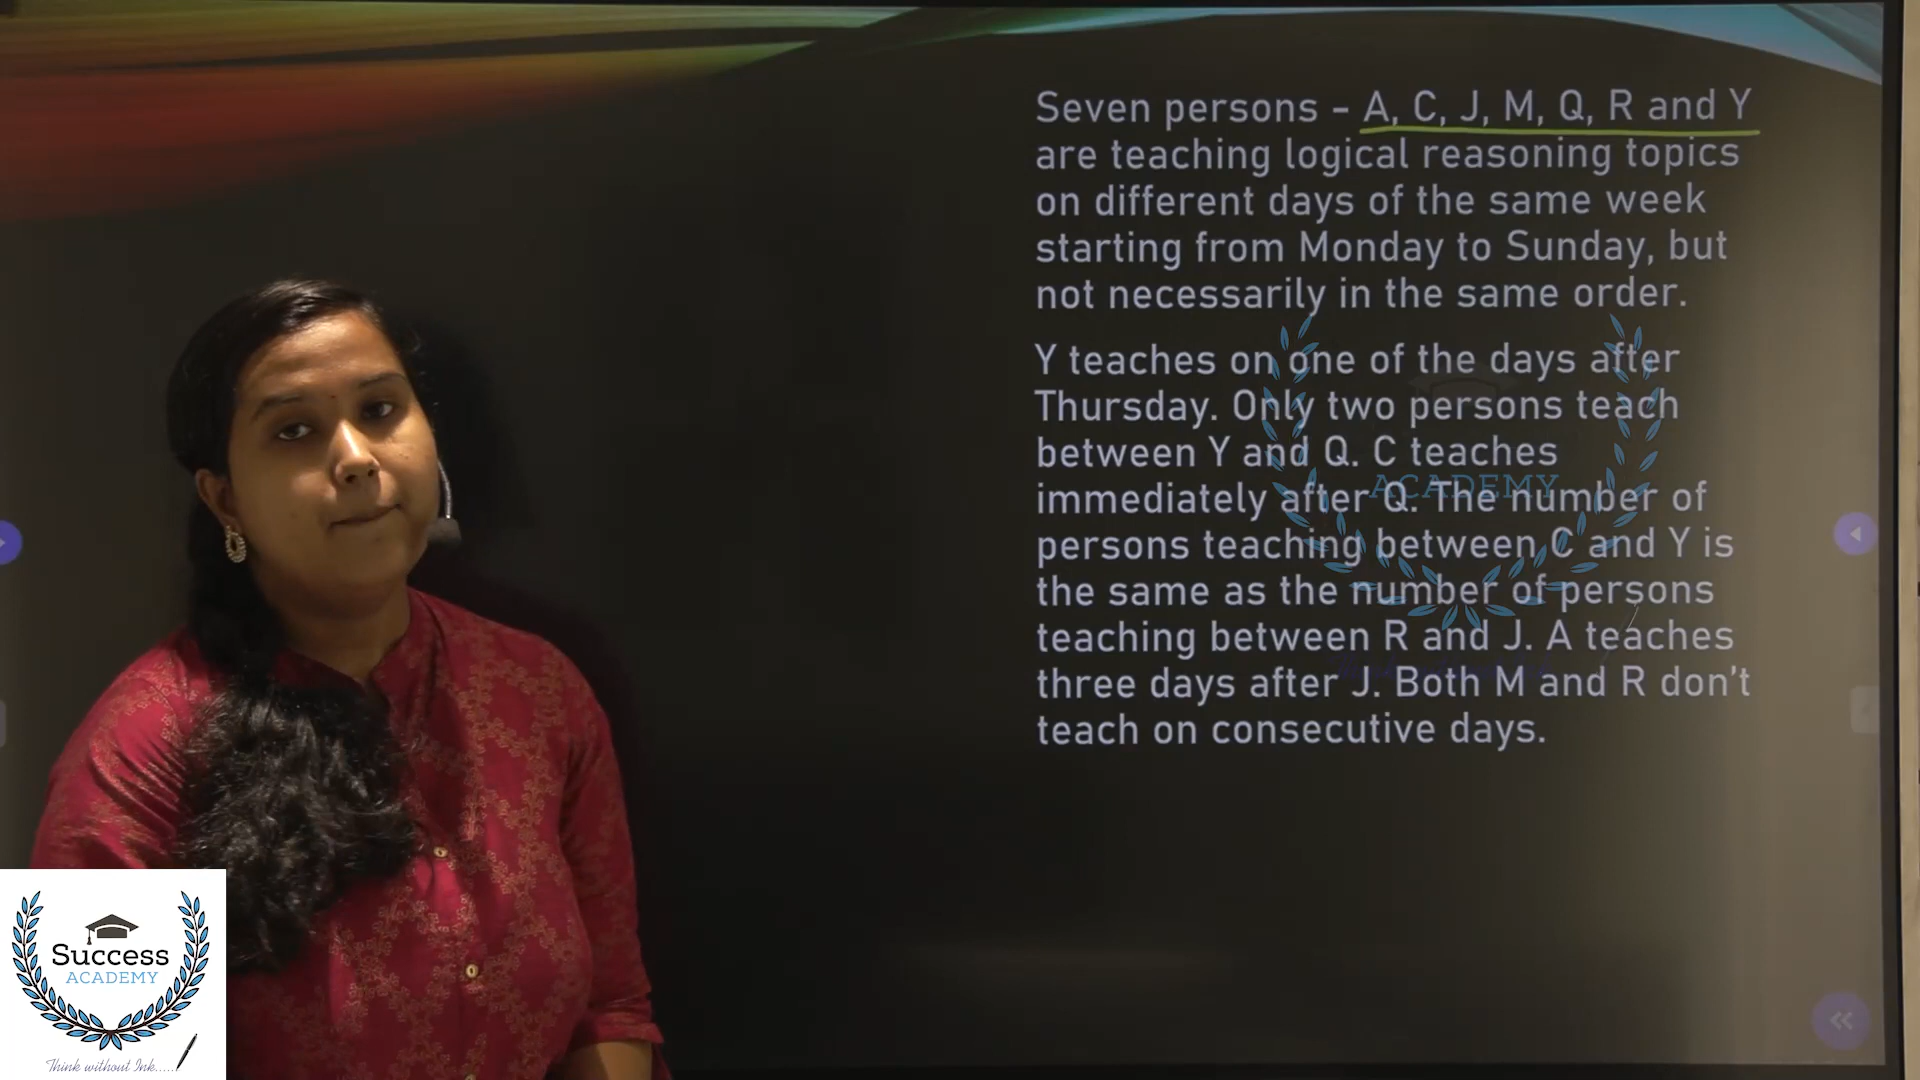 Seven persons - A, C, J, M, Q, R and Y
are teaching logical reasoning topics
on different days of the same week
starting from Monday to Sunday, but
not necessarily in the same order.
Y teaches on one of the days after
Thursday. Only two persons teach
between Y and Q. C teaches
immediately after Q. The number of
persons teaching between C and Y is
the same as the number of persons
teaching between R and J. A teaches
three days after J. Both M and R don't
teach on consecutive days.
ACADEMY
Success
ACADEMY
Think without Ink.....